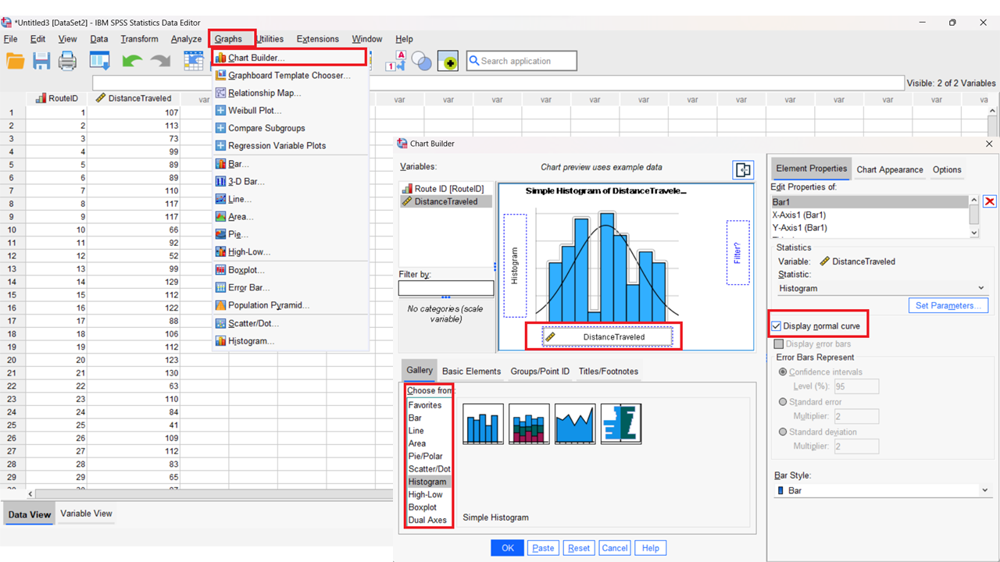 *Untitled3 [DataSet2] - IBM SPSS Statistics Data Editor
File Edit View Data Transform Analyze Graphs Utilities Extensions Window Help
Search application
Visible: 2 of 2 Variables
RouteID DistanceTraveled var var var var var var var var var var var var var va
1 1 107
2 2 113
3 3 73
4 4 99
5 5 89
6 6 89
7 7 110
8 8 117
9 9 117
10 10 66
11 11 92
12 12 52
13 13 99
14 14 129
15 15 112
16 16 122
17 17 88
18 18 106
19 19 112
20 20 123
21 21 130
22 22 63
23 23 110
24 24 84
25 25 41
26 26 109
27 27 112
28 28 83
29 29 65
Data View Variable View
Chart Builder...
Graphboard Template Chooser...
Relationship Map...
Weibull Plot...
Compare Subgroups
Regression Variable Plots
Bar...
3-D Bar...
Line...
Area...
Pie...
High-Low...
Boxplot...
Error Bar...
Population Pyramid...
Scatter/Dot...
Histogram...
Chart Builder
Variables:
Chart preview uses example data
Route ID [RouteID]
DistanceTraveled
Filter by:
No categories (scale
variable)
Simple Histogram of DistanceTravele...
Histogram
Filter?
DistanceTraveled
Gallery Basic Elements Groups/Point ID Titles/Footnotes
Choose from:
Favorites
Bar
Line
Area
Pie/Polar
Scatter/Dot
Histogram
High-Low
Boxplot
Dual Axes
Simple Histogram
OK Paste Reset Cancel Help
Element Properties Chart Appearance Options
Edit Properties of:
Bar1
X-Axis1 (Bar1)
Y-Axis1 (Bar1)
Statistics
Variable: DistanceTraveled
Statistic:
Histogram
Set Parameters...
Display normal curve
Display error bars
Error Bars Represent
Confidence intervals
Level (%): 95
Standard error
Multiplier: 2
Standard deviation
Multiplier: 2
Bar Style:
Bar